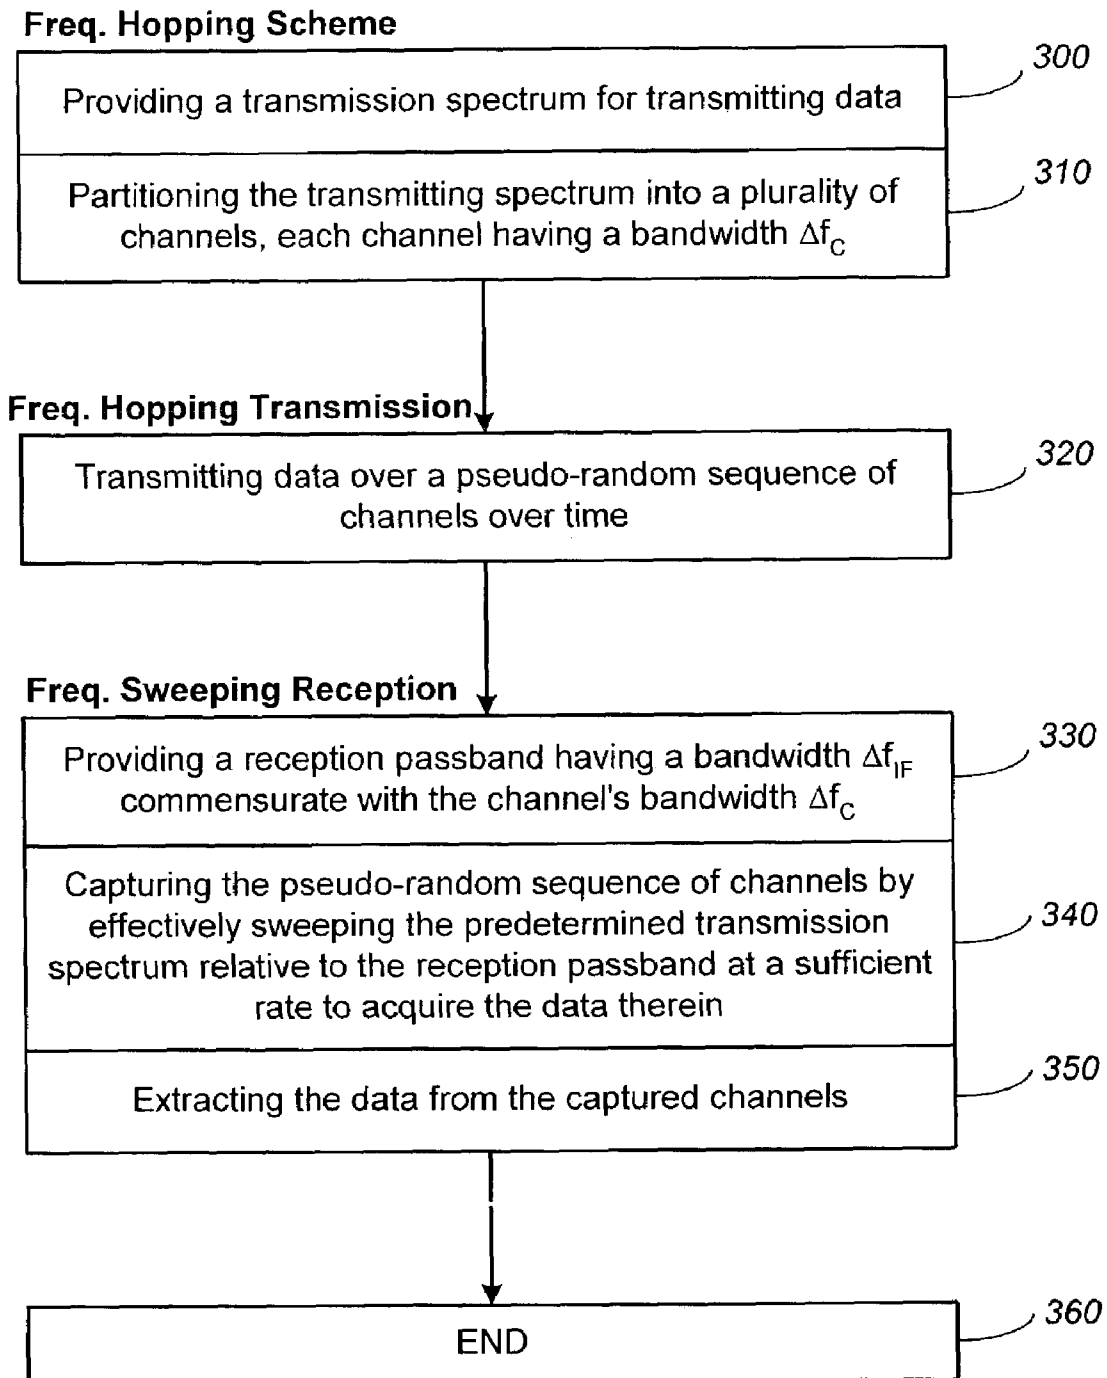 Freq. Hopping Scheme
300
Providing a transmission spectrum for transmitting data
310
Partitioning the transmitting spectrum into a plurality of
channels, each channel having a bandwidth ΔfC
Freq. Hopping Transmission
320
Transmitting data over a pseudo-random sequence of
channels over time
Freq. Sweeping Reception
330
Providing a reception passband having a bandwidth ΔfIF
commensurate with the channel's bandwidth ΔfC
Capturing the pseudo-random sequence of channels by
340
effectively sweeping the predetermined transmission
spectrum relative to the reception passband at a sufficient
rate to acquire the data therein
350
Extracting the data from the captured channels
360
END